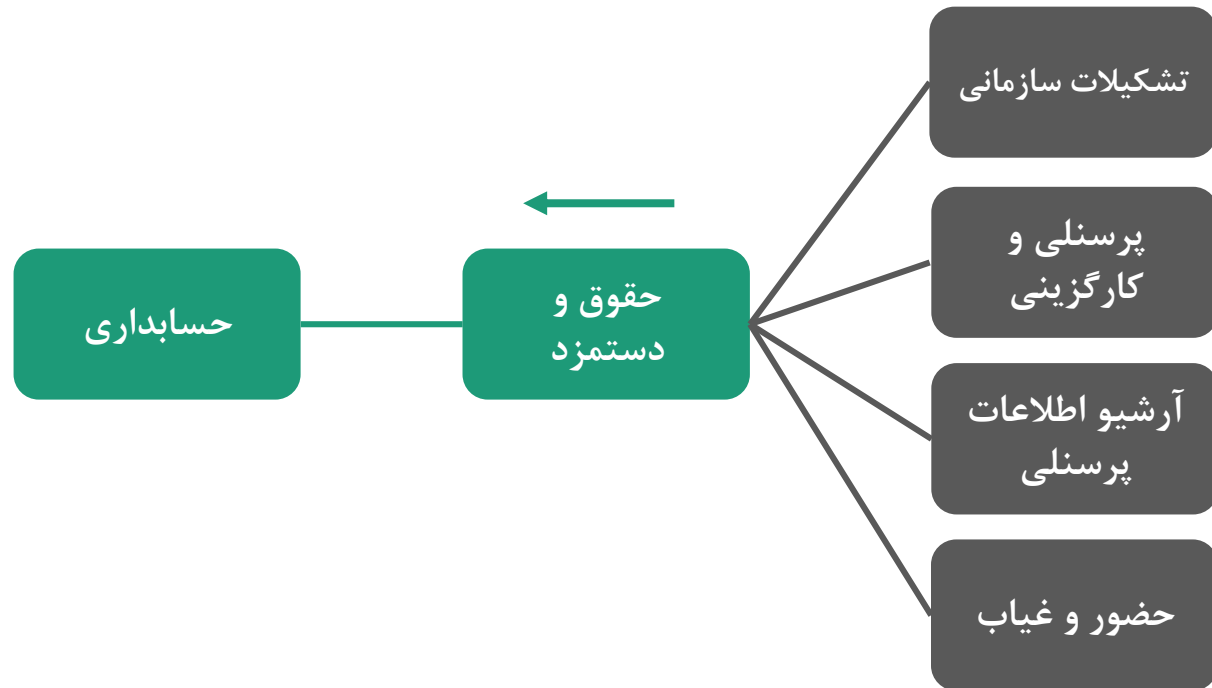 تشکیلات سازمانی
پرسنلی و
کارگزینی
آرشیو اطلاعات
پرسنلی
حضور و غیاب
حقوق و
دستمزد
حسابداری